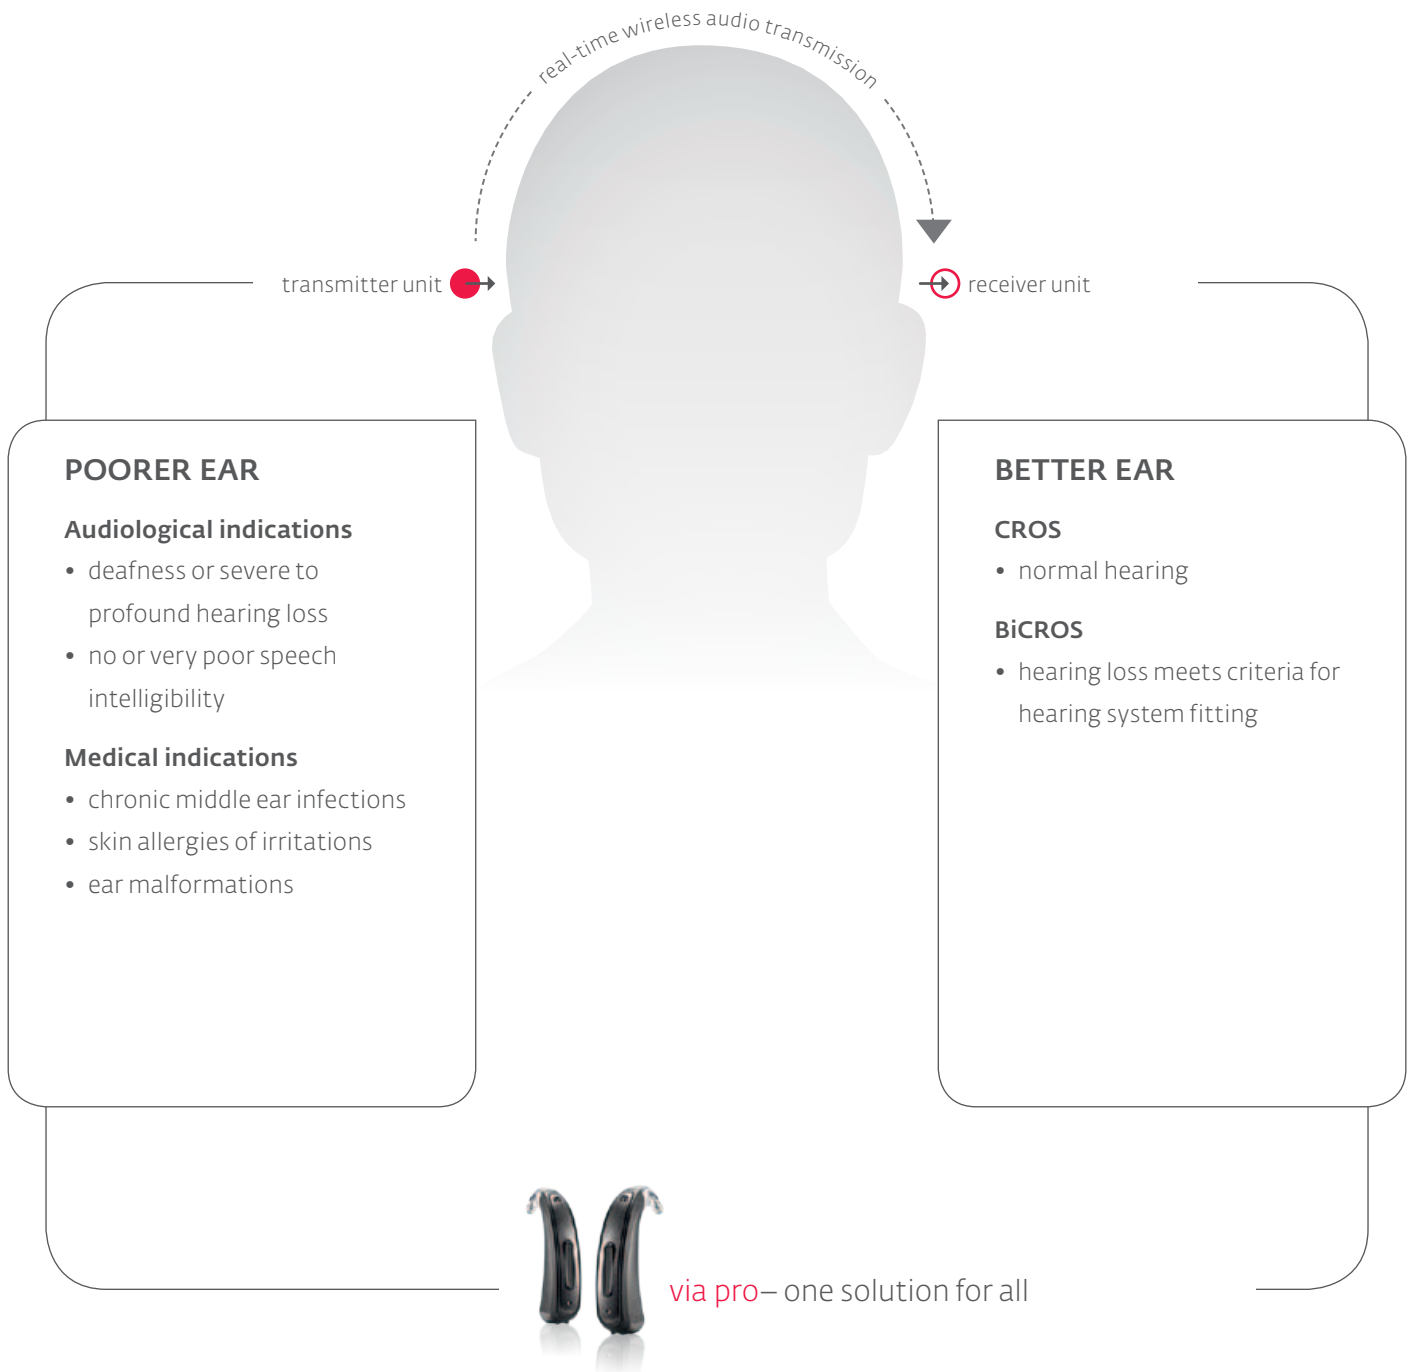 real-time wireless audio transmission
transmitter unit
receiver unit
POORER EAR
Audiological indications
• deafness or severe to
profound hearing loss
• no or very poor speech
intelligibility
Medical indications
• chronic middle ear infections
• skin allergies of irritations
• ear malformations
BETTER EAR
CROS
• normal hearing
BiCROS
• hearing loss meets criteria for
hearing system fitting
via pro– one solution for all